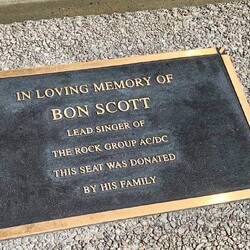 IN LOVING MEMORY OF
BON SCOTT
LEAD SINGER OF
THE ROCK GROUP AC/DC
THIS SEAT WAS DONATED
BY HIS FAMILY